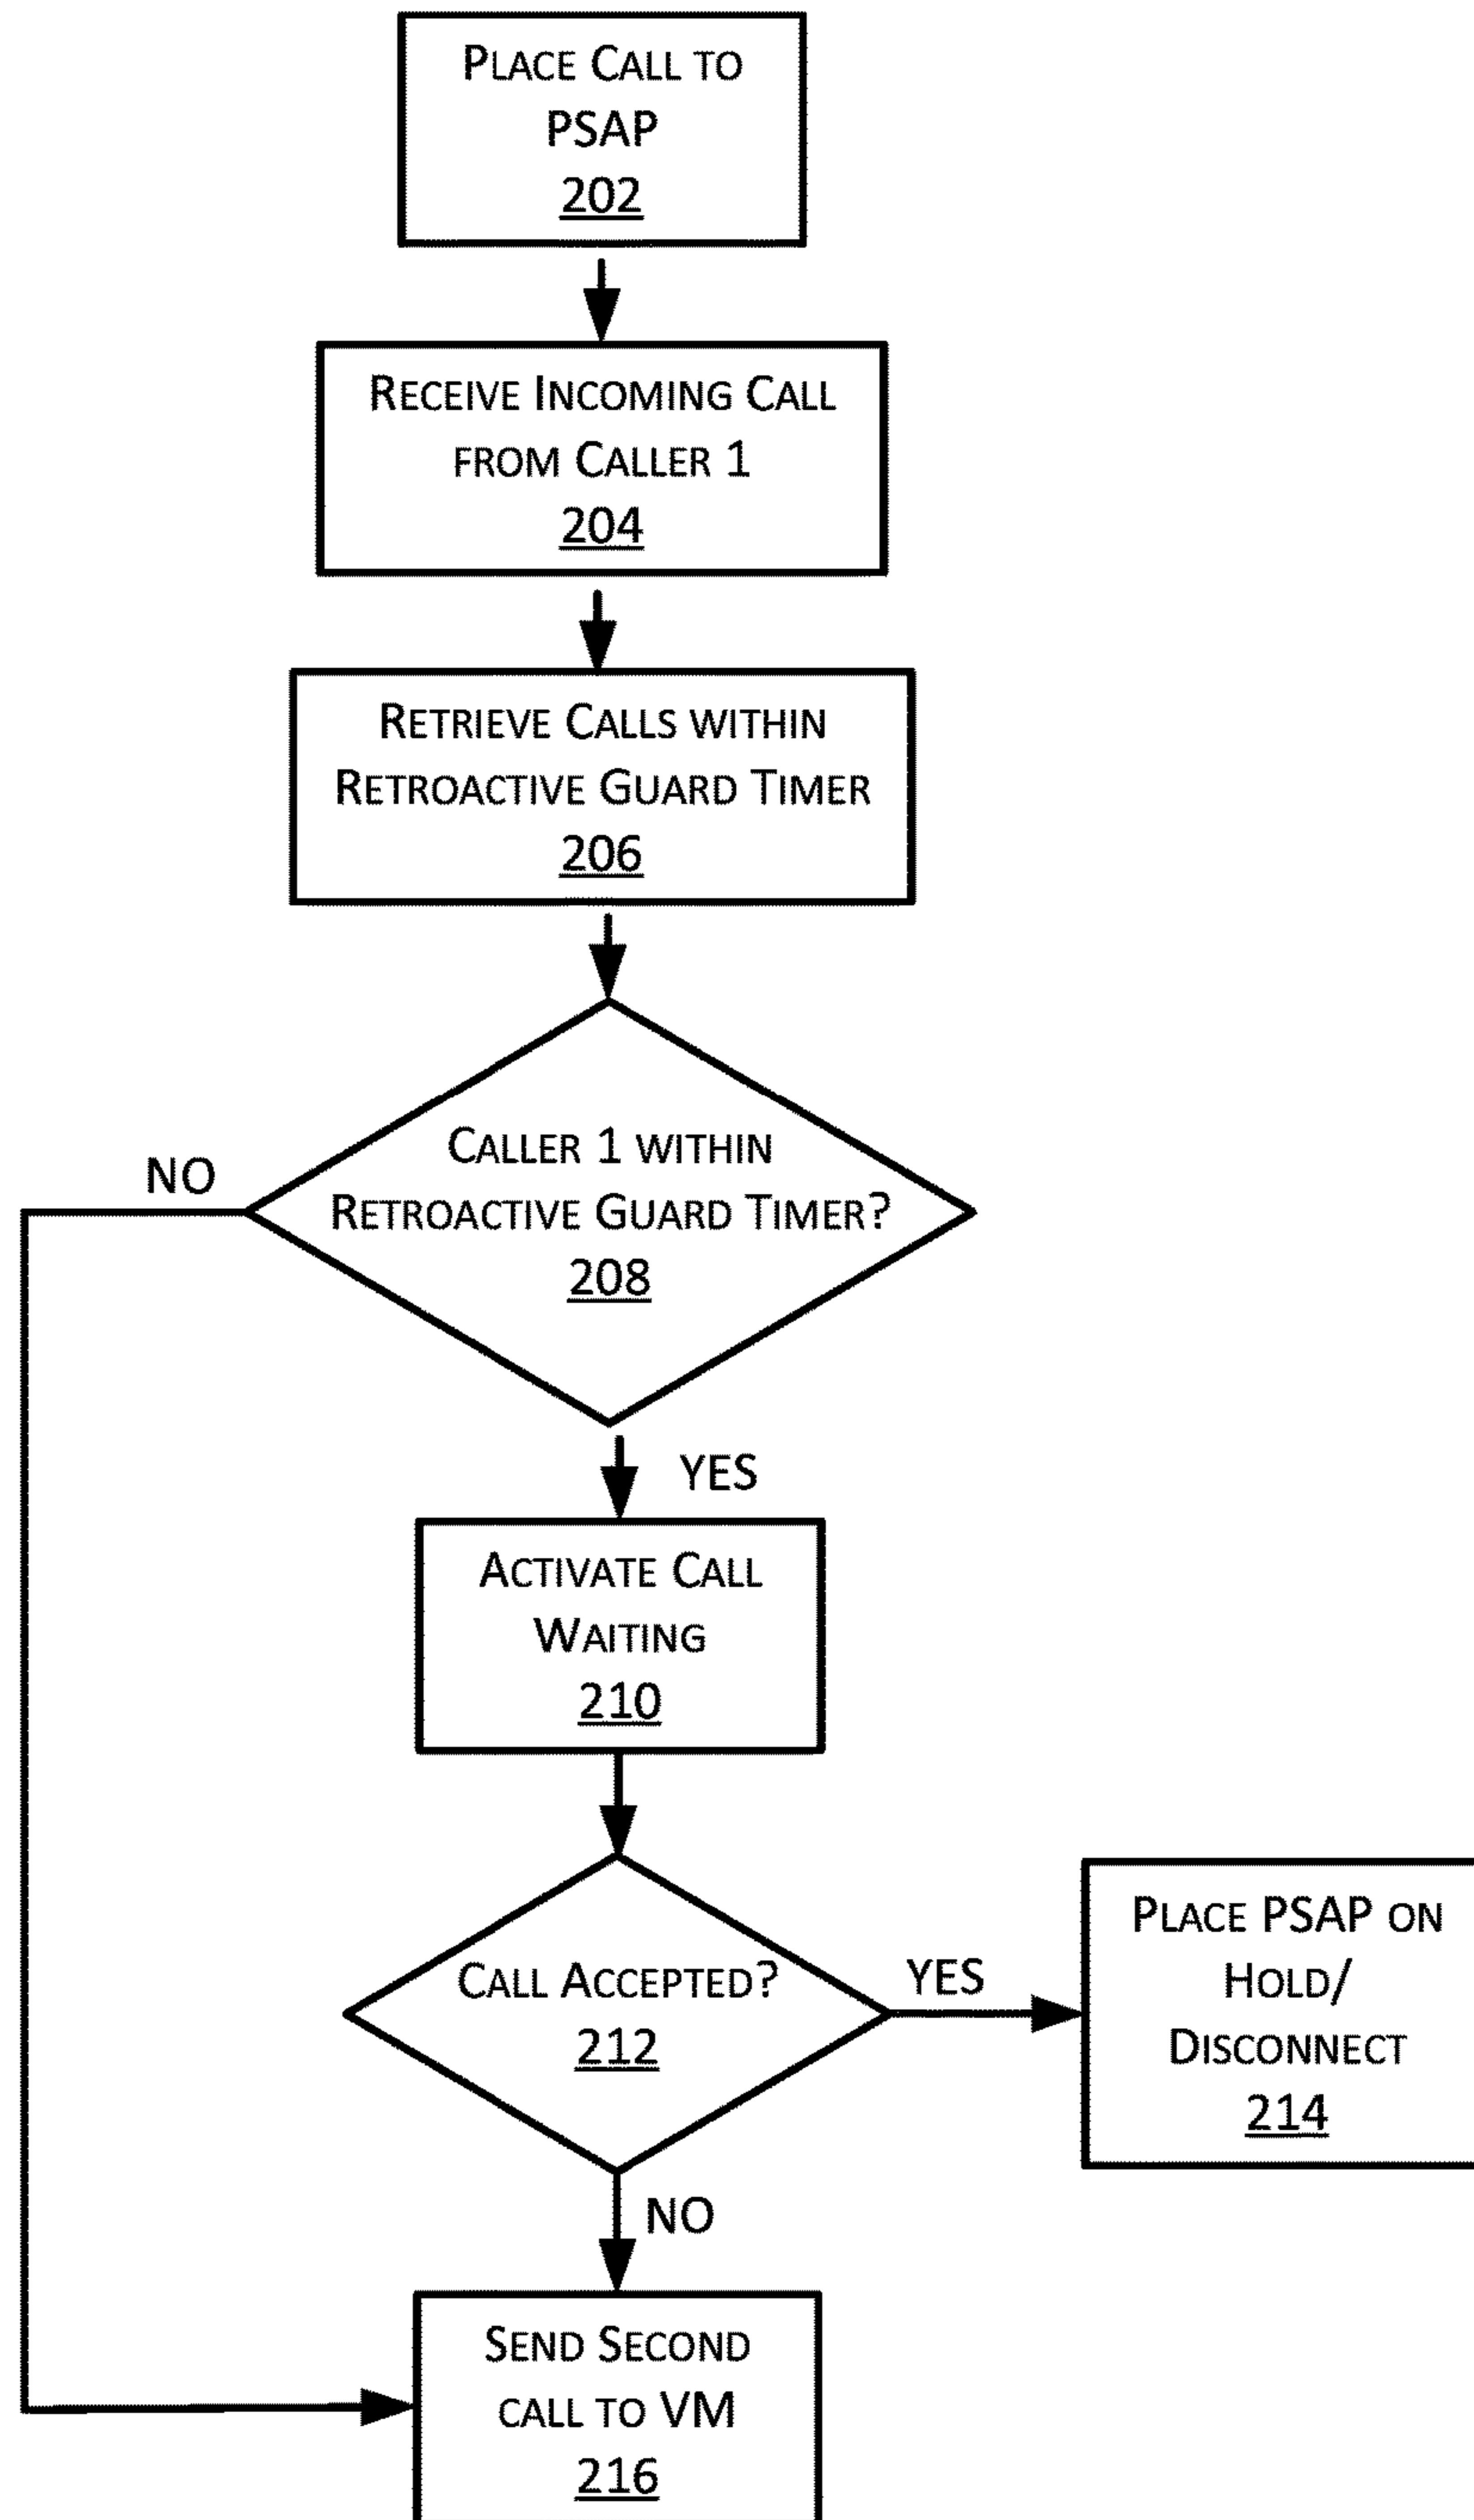 PLACE CALL TO
PSAP
202
RECEIVE INCOMING CALL
FROM CALLER 1
204
RETRIEVE CALLS WITHIN
RETROACTIVE GUARD TIMER
206
CALLER 1 WITHIN
RETROACTIVE GUARD TIMER?
208
NO
YES
ACTIVATE CALL
WAITING
210
CALL ACCEPTED?
212
YES
PLACE PSAP ON
HOLD/
DISCONNECT
214
NO
SEND SECOND
CALL TO VM
216